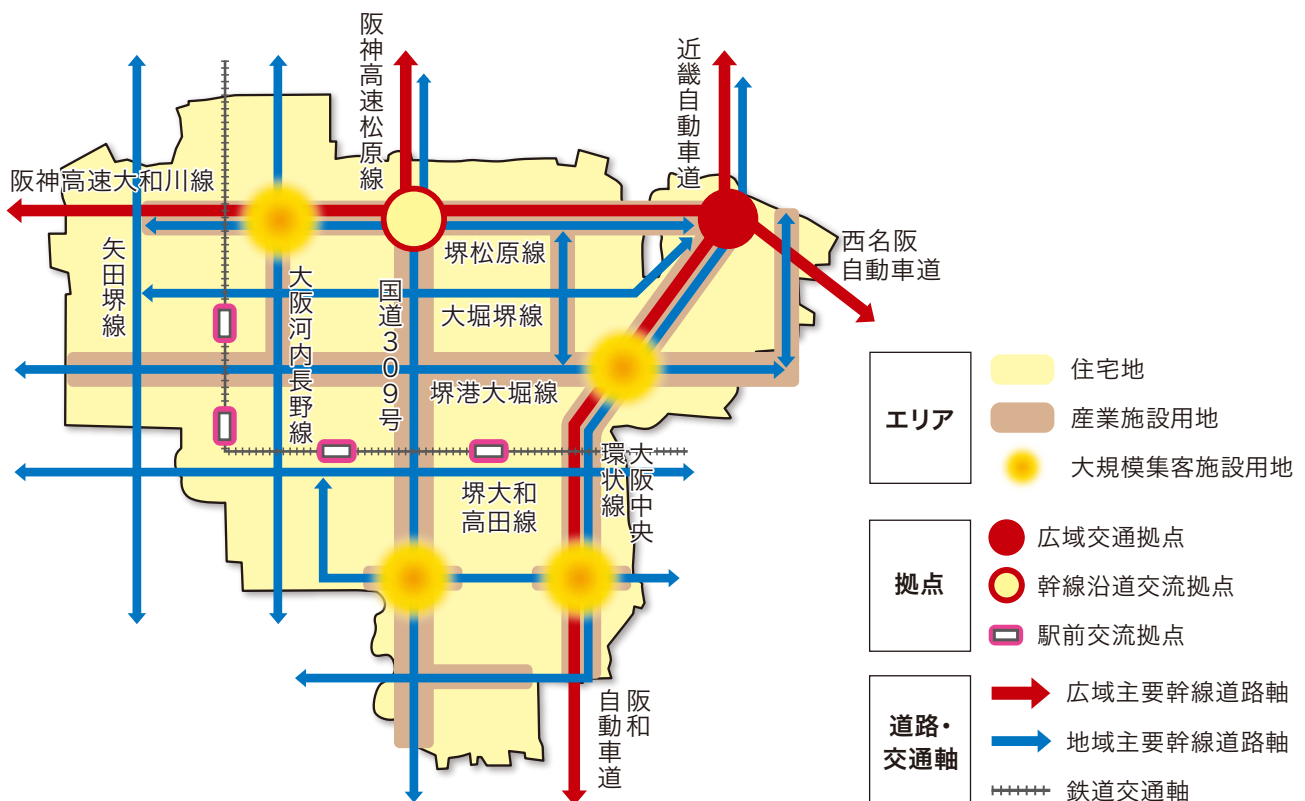 阪神高速松原線
近畿自動車道
阪神高速大和川線
西名阪
自動車道
矢田堺線
大阪河内長野線
国道309号
堺松原線
大堀堺線
堺港大堀線
大阪中央
環状線
堺大和
高田線
阪和
自動車道
エリア
住宅地
産業施設用地
大規模集客施設用地
拠点
広域交通拠点
幹線沿道交流拠点
駅前交流拠点
道路・
交通軸
広域主要幹線道路軸
地域主要幹線道路軸
鉄道交通軸